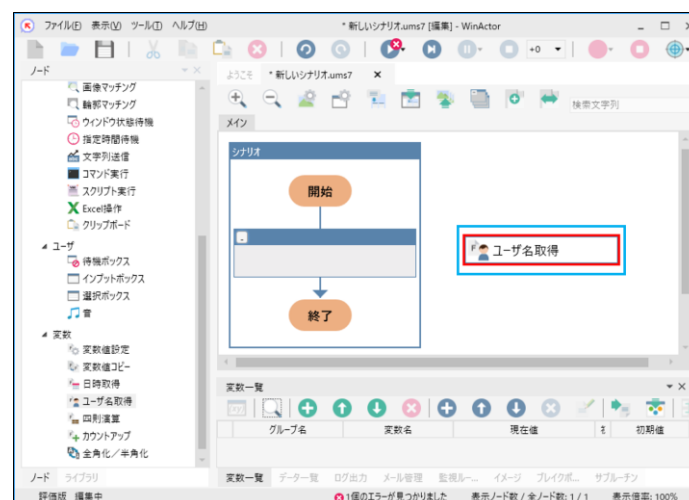 ファイル(F) 表示(V) ツール(T) ヘルプ(H)
* 新しいシナリオ.ums7 [編集] - WinActor
+0
ノード
画像マッチング
輪郭マッチング
ウィンドウ状態待機
指定時間待機
文字列送信
コマンド実行
スクリプト実行
Excel操作
クリップボード
ユーザ
待機ボックス
インプットボックス
選択ボックス
音
変数
変数値設定
変数値コピー
日時取得
ユーザ名取得
四則演算
カウントアップ
全角化/半角化
ノード ライブラリ
ようこそ * 新しいシナリオ.ums7
検索文字列
メイン
シナリオ
開始
終了
ユーザ名取得
変数一覧
グループ名 変数名 現在値 初期値
変数一覧 データ一覧 ログ出力 メール管理 監視ルー... イメージ ブレイクポ... サブルーチン
評価版 編集中 1個のエラーが見つかりました 表示ノード数 / 全ノード数: 1 / 1 表示倍率: 100%